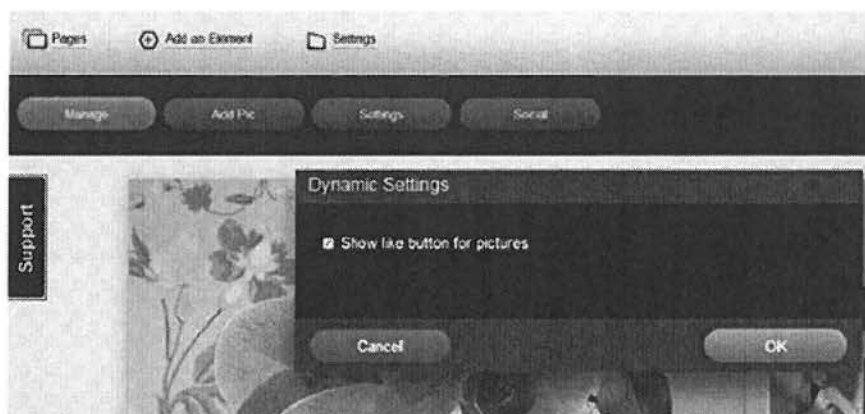 Pages Add an Element Settings
Manage Add Pic Settings Social
Support
Dynamic Settings
Show like button for pictures
Cancel OK